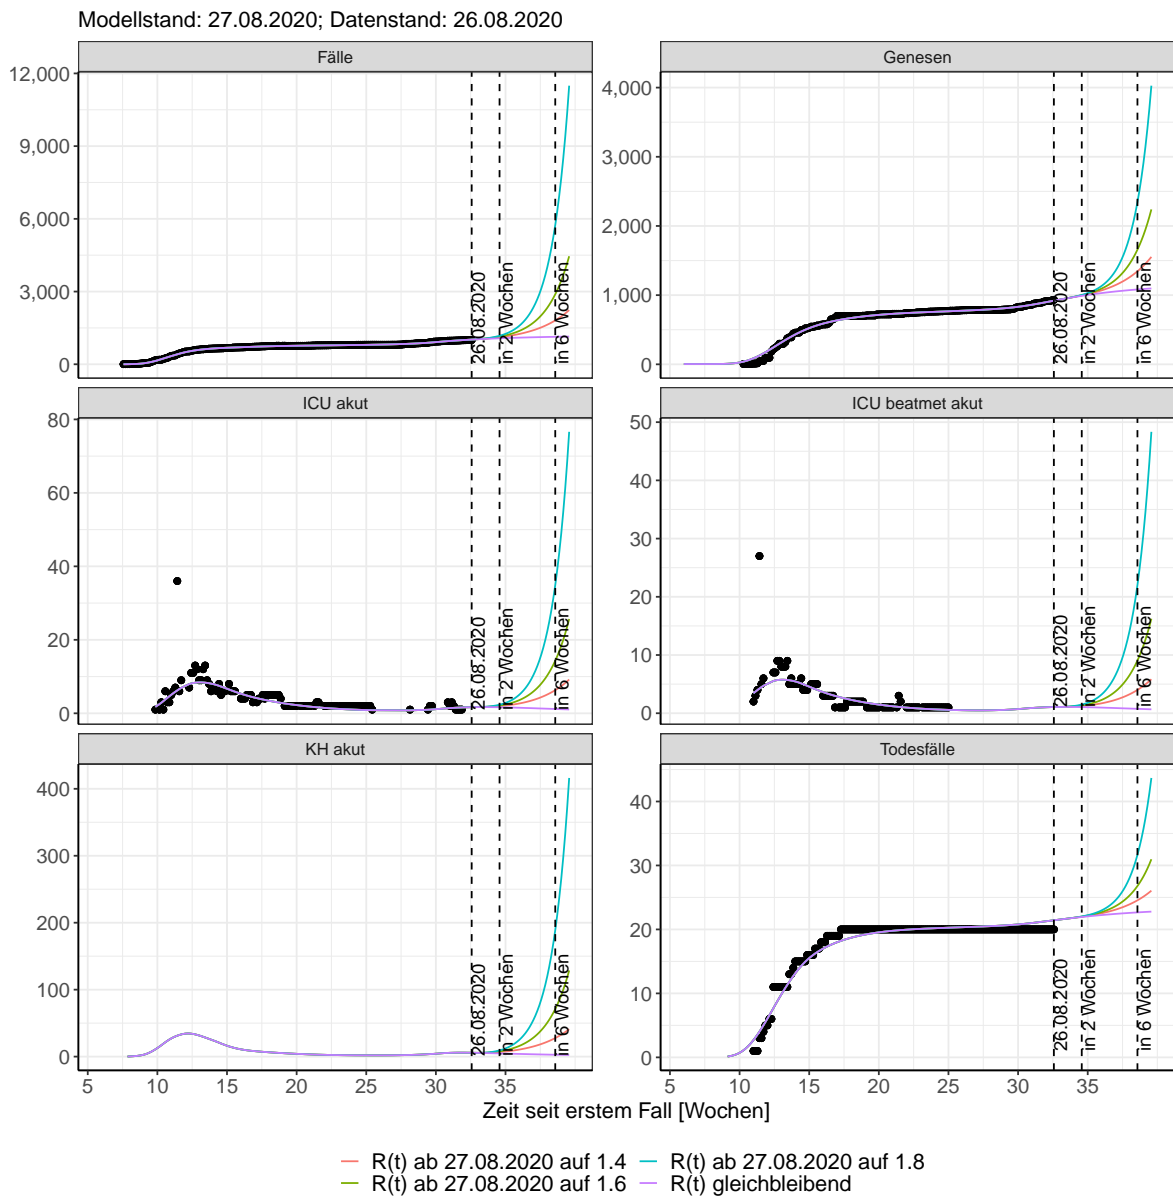 Modellstand: 27.08.2020; Datenstand: 26.08.2020
Fälle
Genesen
12,000
9,000
6,000
3,000
0
26.08.2020
in 2 Wochen
in 6 Wochen
4,000
3,000
2,000
1,000
0
26.08.2020
in 2 Wochen
in 6 Wochen
ICU akut
ICU beatmet akut
80
60
40
20
0
26.08.2020
in 2 Wochen
in 6 Wochen
50
40
30
20
10
0
26.08.2020
in 2 Wochen
in 6 Wochen
KH akut
Todesfälle
400
300
200
100
0
26.08.2020
in 2 Wochen
in 6 Wochen
40
30
20
10
0
26.08.2020
in 2 Wochen
in 6 Wochen
5 10 15 20 25 30 35
5 10 15 20 25 30 35
Zeit seit erstem Fall [Wochen]
R(t) ab 27.08.2020 auf 1.4
R(t) ab 27.08.2020 auf 1.8
R(t) ab 27.08.2020 auf 1.6
R(t) gleichbleibend